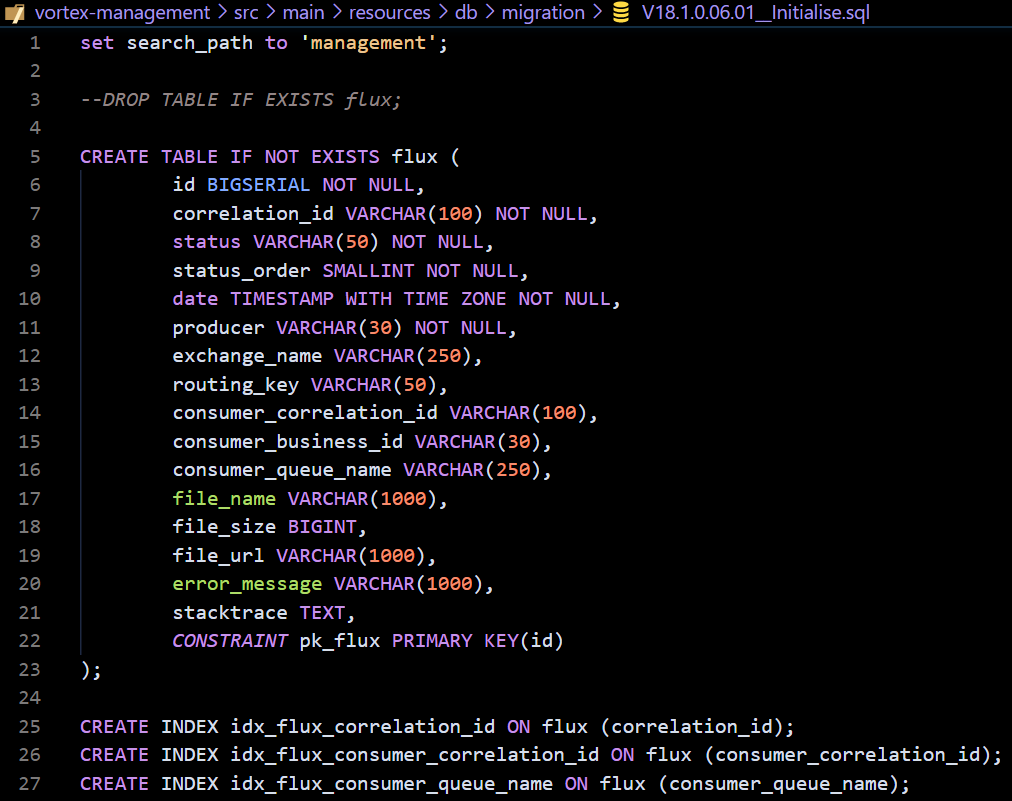 vortex-management > src > main > resources > db > migration > V18.1.0.06.01__Initialise.sql
1 set search_path to 'management';
2
3 --DROP TABLE IF EXISTS flux;
4
5 CREATE TABLE IF NOT EXISTS flux (
6 id BIGSERIAL NOT NULL,
7 correlation_id VARCHAR(100) NOT NULL,
8 status VARCHAR(50) NOT NULL,
9 status_order SMALLINT NOT NULL,
10 date TIMESTAMP WITH TIME ZONE NOT NULL,
11 producer VARCHAR(30) NOT NULL,
12 exchange_name VARCHAR(250),
13 routing_key VARCHAR(50),
14 consumer_correlation_id VARCHAR(100),
15 consumer_business_id VARCHAR(30),
16 consumer_queue_name VARCHAR(250),
17 file_name VARCHAR(1000),
18 file_size BIGINT,
19 file_url VARCHAR(1000),
20 error_message VARCHAR(1000),
21 stacktrace TEXT,
22 CONSTRAINT pk_flux PRIMARY KEY(id)
23 );
24
25 CREATE INDEX idx_flux_correlation_id ON flux (correlation_id);
26 CREATE INDEX idx_flux_consumer_correlation_id ON flux (consumer_correlation_id);
27 CREATE INDEX idx_flux_consumer_queue_name ON flux (consumer_queue_name);